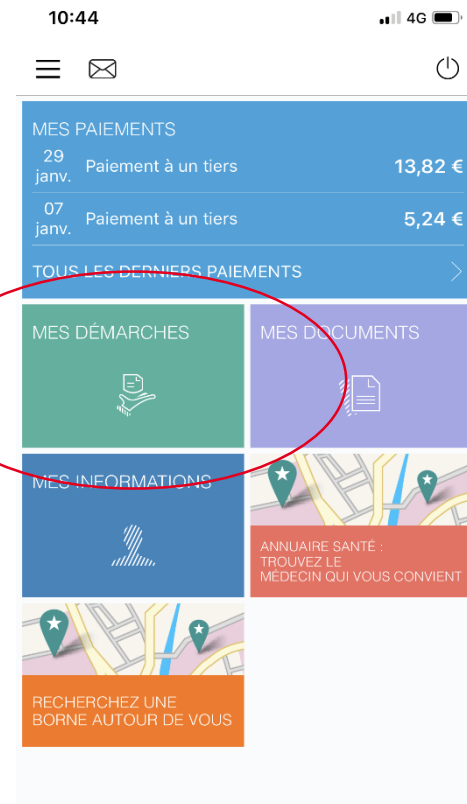 10:44
4G
MES PAIEMENTS
29 janv. Paiement à un tiers 13,82 €
07 janv. Paiement à un tiers 5,24 €
TOUS LES DERNIERS PAIEMENTS
MES DÉMARCHES
MES DOCUMENTS
MES INFORMATIONS
ANNUAIRE SANTÉ :
TROUVEZ LE
MÉDECIN QUI VOUS CONVIENT
RECHERCHEZ UNE
BORNE AUTOUR DE VOUS